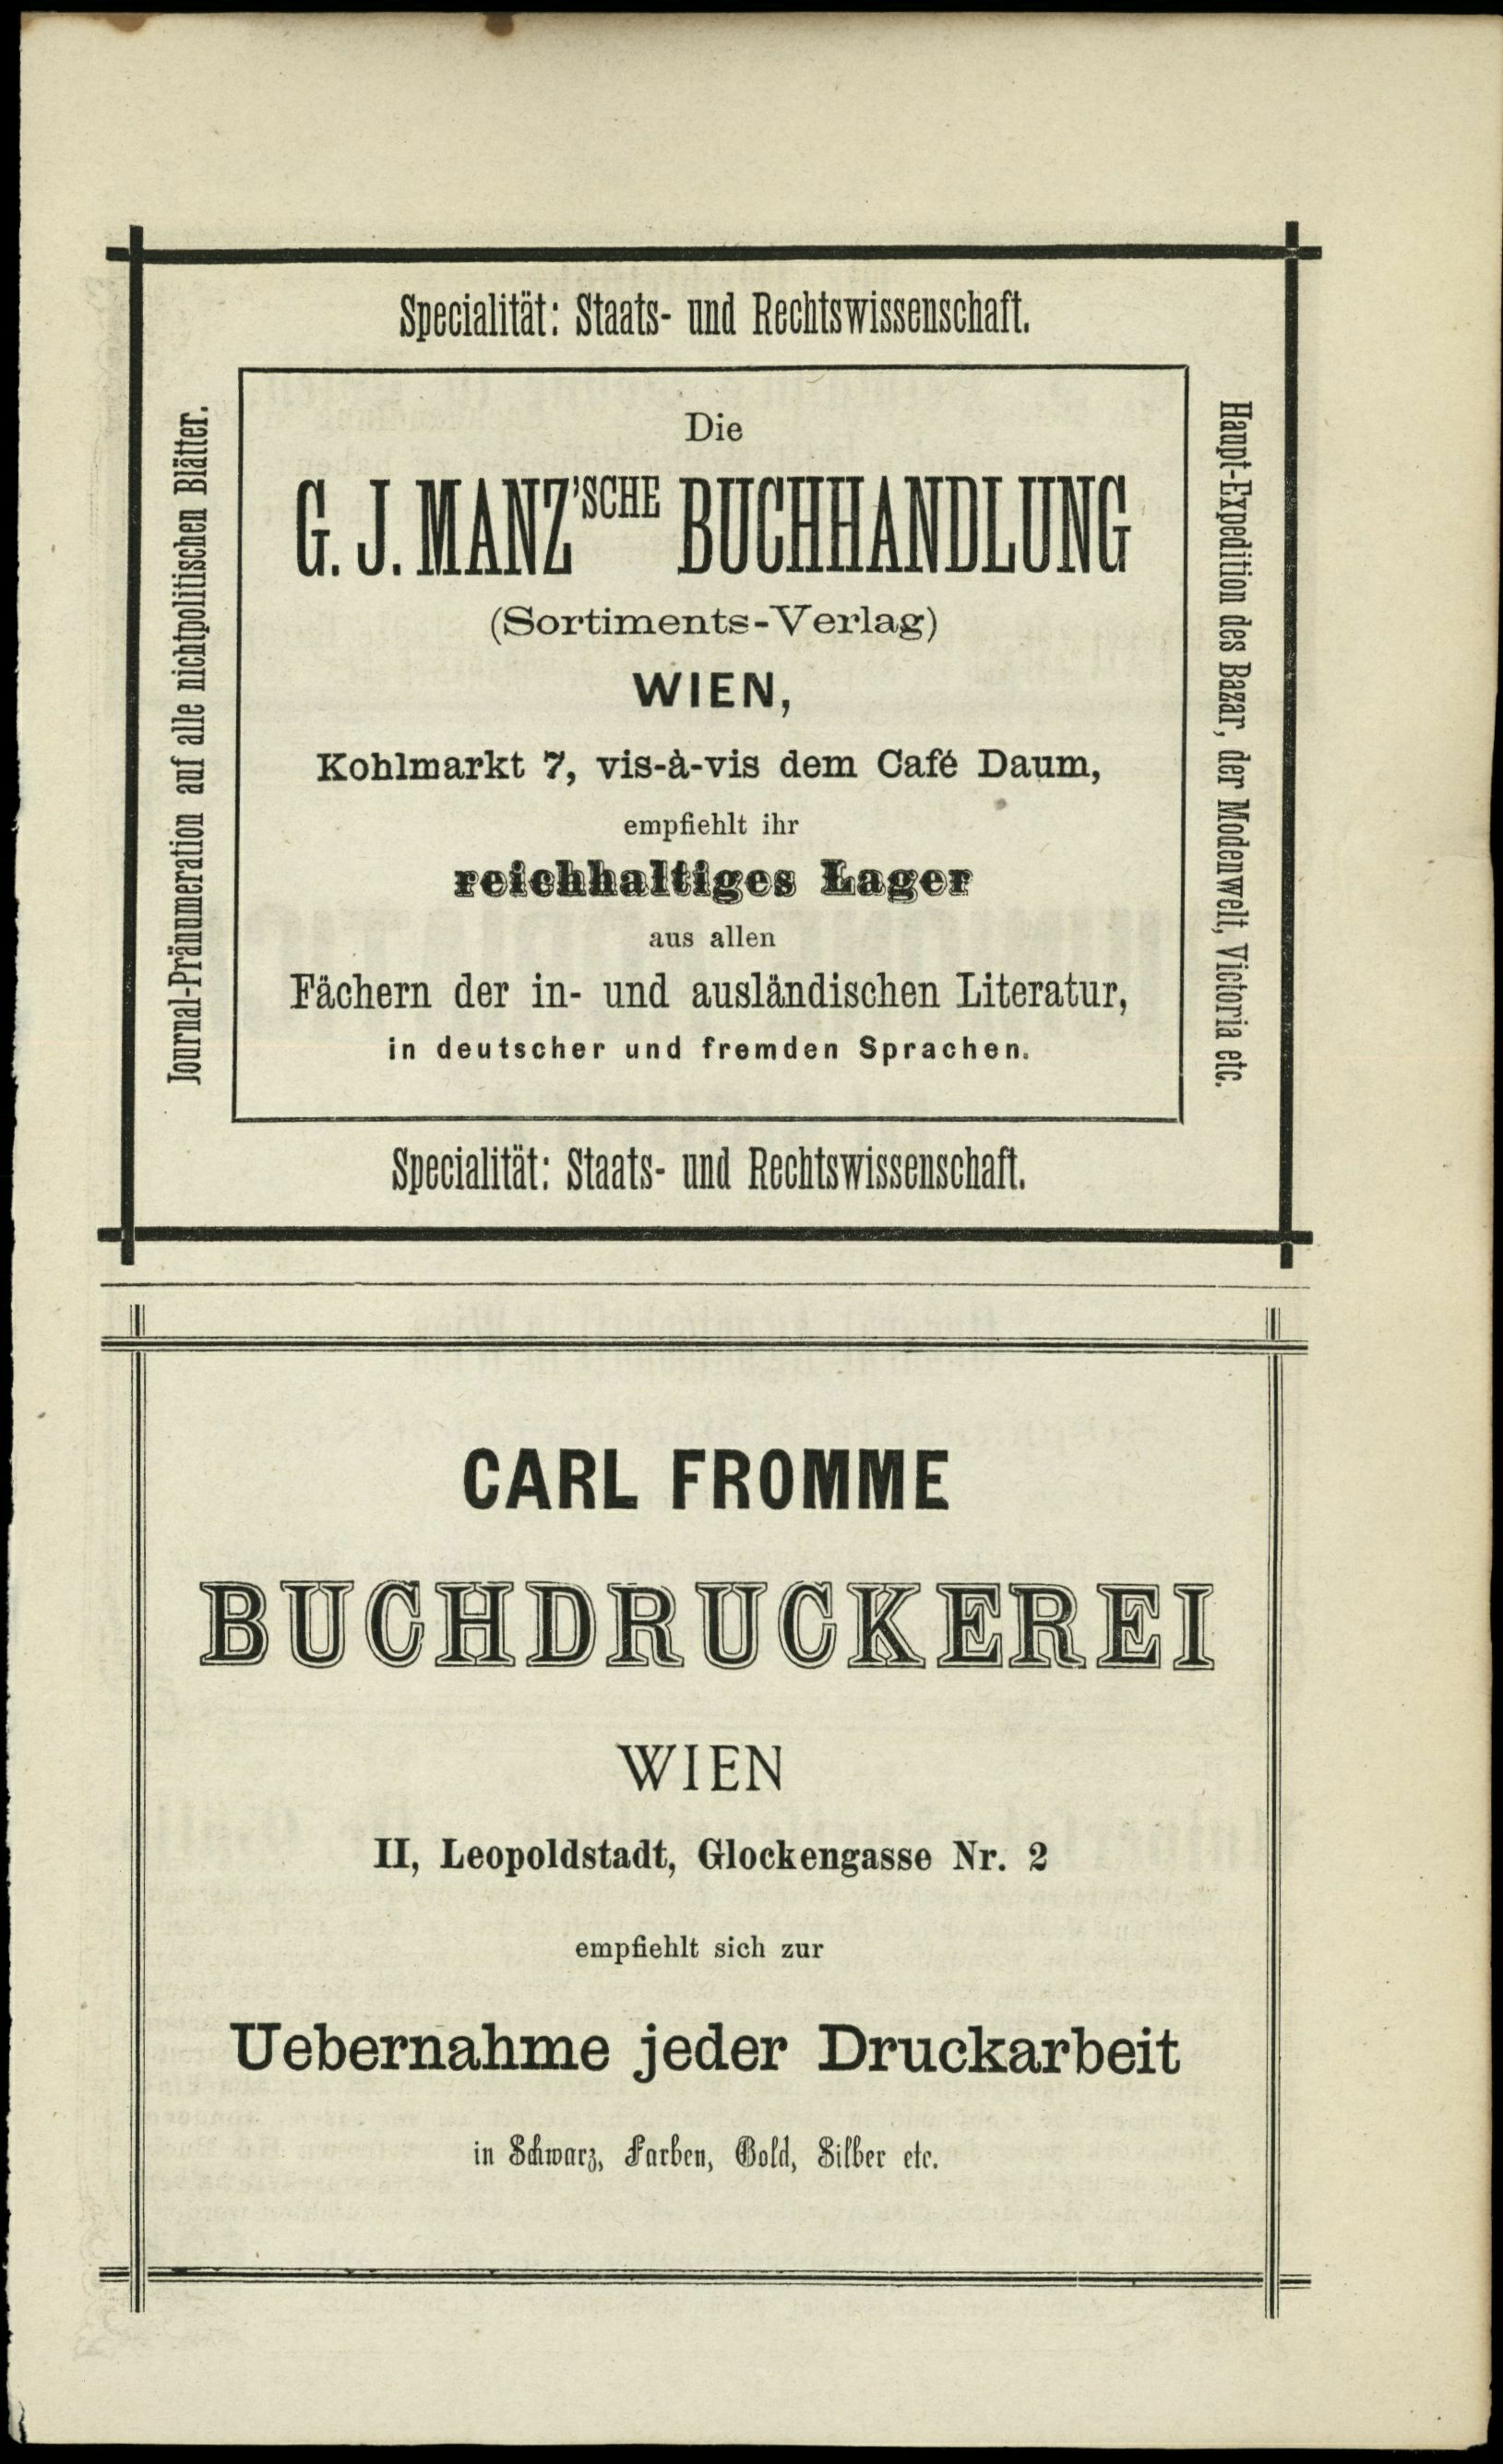 Specialität: Staats- und Rechtswissenschaft.
Journal-Pränumeration auf alle nichtpolitischen Blätter.
Die
G. J. MANZ'SCHE BUCHHANDLUNG
(Sortiments-Verlag)
WIEN,
Kohlmarkt 7, vis-à-vis dem Café Daum,
empfiehlt ihr
reichhaltiges Lager
aus allen
Fächern der in- und ausländischen Literatur,
in deutscher und fremden Sprachen.
Haupt-Expedition des Bazar, der Modenwelt, Victoria etc.
Specialität: Staats- und Rechtswissenschaft.
CARL FROMME
BUCHDRUCKEREI
WIEN
II, Leopoldstadt, Glockengasse Nr. 2
empfiehlt sich zur
Uebernahme jeder Druckarbeit
in Schwarz, Farben, Gold, Silber etc.